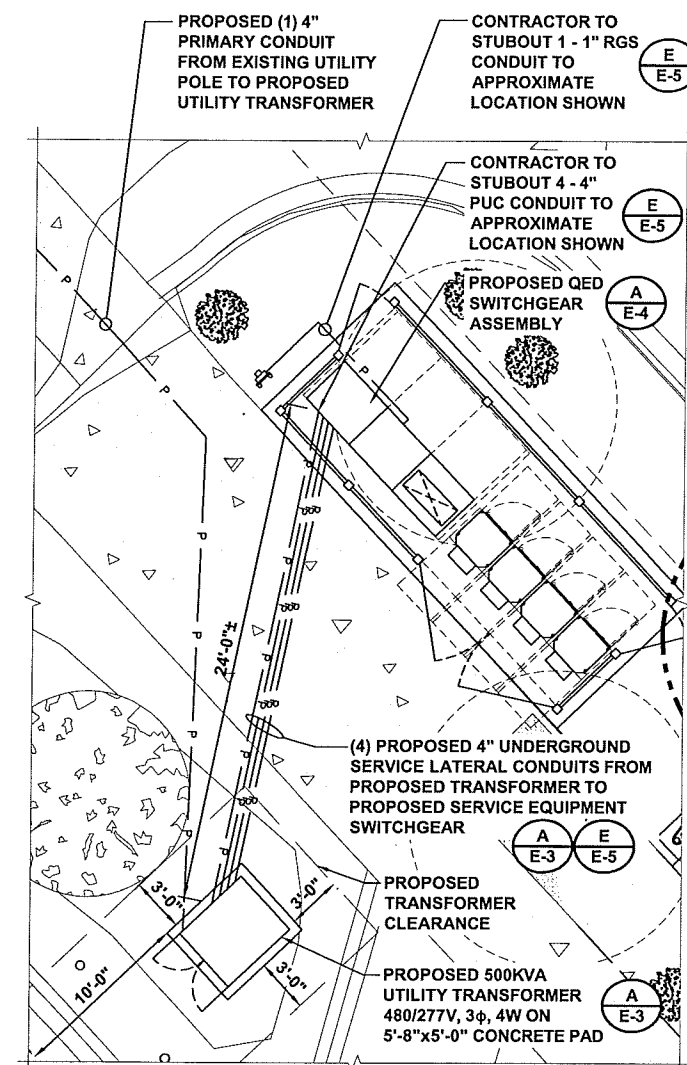 PROPOSED (1) 4"
PRIMARY CONDUIT
FROM EXISTING UTILITY
POLE TO PROPOSED
UTILITY TRANSFORMER
CONTRACTOR TO
STUBOUT 1 - 1" RGS
CONDUIT TO
APPROXIMATE
LOCATION SHOWN
E
E-5
CONTRACTOR TO
STUBOUT 4 - 4"
PUC CONDUIT TO
APPROXIMATE
LOCATION SHOWN
E
E-5
PROPOSED QED
SWITCHGEAR
ASSEMBLY
A
E-4
P
P
P
P
P
P
P
24'-0"±
(4) PROPOSED 4" UNDERGROUND
SERVICE LATERAL CONDUITS FROM
PROPOSED TRANSFORMER TO
PROPOSED SERVICE EQUIPMENT
SWITCHGEAR
A
E-3
E
E-5
PROPOSED
TRANSFORMER
CLEARANCE
3'-0"
3'-0"
3'-0"
10'-0"
PROPOSED 500KVA
UTILITY TRANSFORMER
480/277V, 3φ, 4W ON
5'-8"x5'-0" CONCRETE PAD
A
E-3